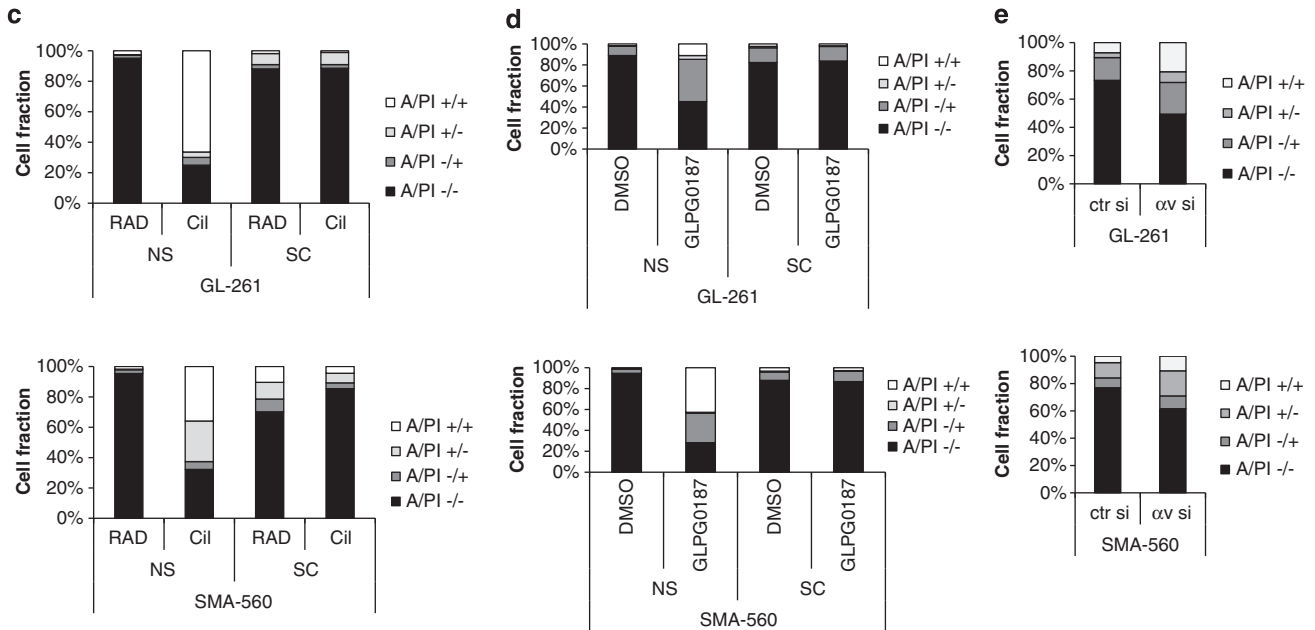 c
Cell fraction
100%
80%
60%
40%
20%
0%
RAD Cil RAD Cil
NS SC
GL-261
A/PI +/+
A/PI +/-
A/PI -/+
A/PI -/-
Cell fraction
100%
80%
60%
40%
20%
0%
RAD Cil RAD Cil
NS SC
SMA-560
A/PI +/+
A/PI +/-
A/PI -/+
A/PI -/-
d
Cell fraction
100%
80%
60%
40%
20%
0%
DMSO GLPG0187 DMSO GLPG0187
NS SC
GL-261
A/PI +/+
A/PI +/-
A/PI -/+
A/PI -/-
Cell fraction
100%
80%
60%
40%
20%
0%
DMSO GLPG0187 DMSO GLPG0187
NS SC
SMA-560
A/PI +/+
A/PI +/-
A/PI -/+
A/PI -/-
e
Cell fraction
100%
80%
60%
40%
20%
0%
ctr si αv si
GL-261
A/PI +/+
A/PI +/-
A/PI -/+
A/PI -/-
Cell fraction
100%
80%
60%
40%
20%
0%
ctr si αv si
SMA-560
A/PI +/+
A/PI +/-
A/PI -/+
A/PI -/-